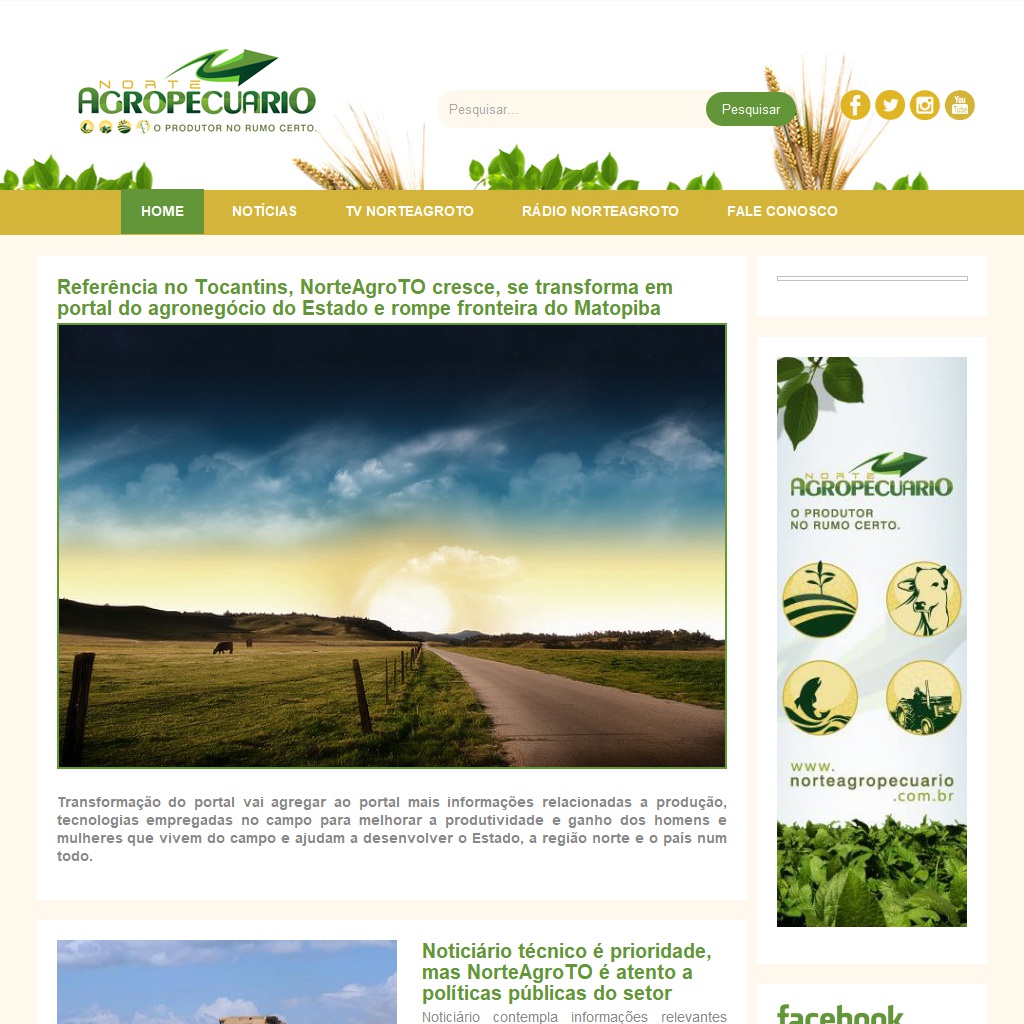 NORTE
AGROPECUARIO
O PRODUTOR NO RUMO CERTO.
Pesquisar...
Pesquisar
You
Tube
HOME
NOTÍCIAS
TV NORTEAGROTO
RÁDIO NORTEAGROTO
FALE CONOSCO
Referência no Tocantins, NorteAgroTO cresce, se transforma em
portal do agronegócio do Estado e rompe fronteira do Matopiba
Transformação do portal vai agregar ao portal mais informações relacionadas a produção,
tecnologias empregadas no campo para melhorar a produtividade e ganho dos homens e
mulheres que vivem do campo e ajudam a desenvolver o Estado, a região norte e o país num
todo.
Noticiário técnico é prioridade,
mas NorteAgroTO é atento a
políticas públicas do setor
Noticiário contempla informações relevantes
NORTE
AGROPECUARIO
O PRODUTOR
NO RUMO CERTO.
www.
norteagropecuario
.com.br
facebook